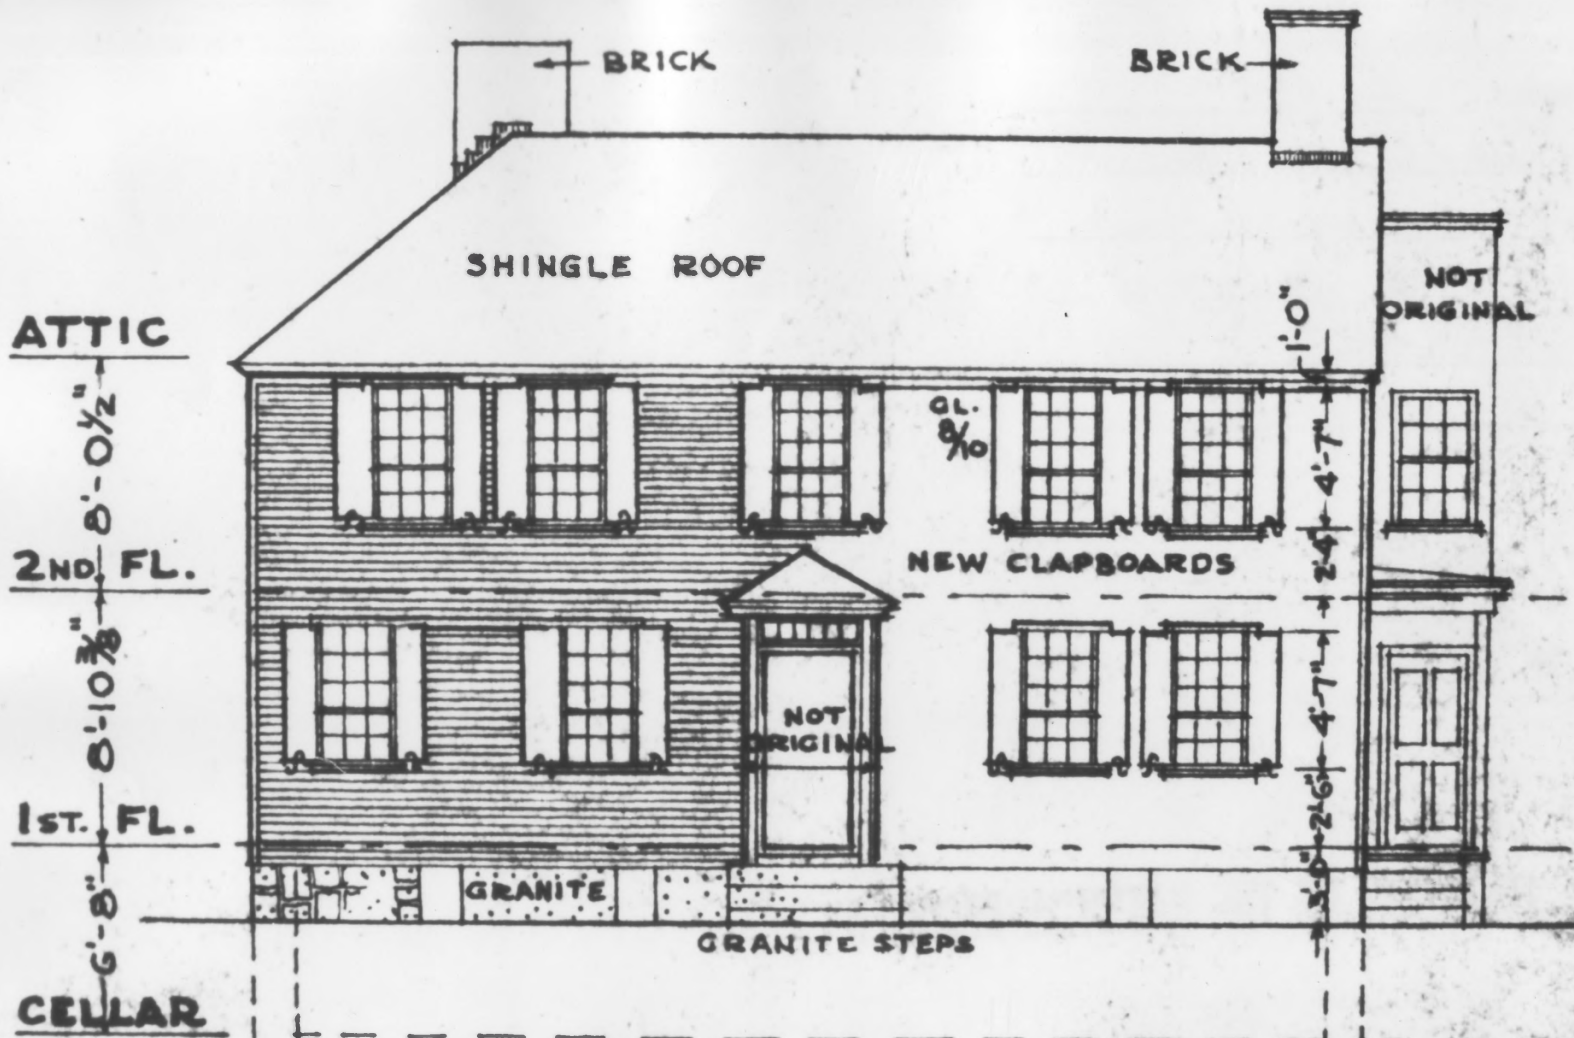 BRICK
BRICK
SHINGLE ROOF
NOT
ORIGINAL
1'-0"
ATTIC
8'-0½"
GL.
8/10
4'-7"
2ND FL.
NEW CLAPBOARDS
2'-4"
8'-10⅜"
4'-7"
NOT
ORIGINAL
1ST. FL.
2'-6"
3'-0"
GRANITE
6'-8"
GRANITE STEPS
CELLAR